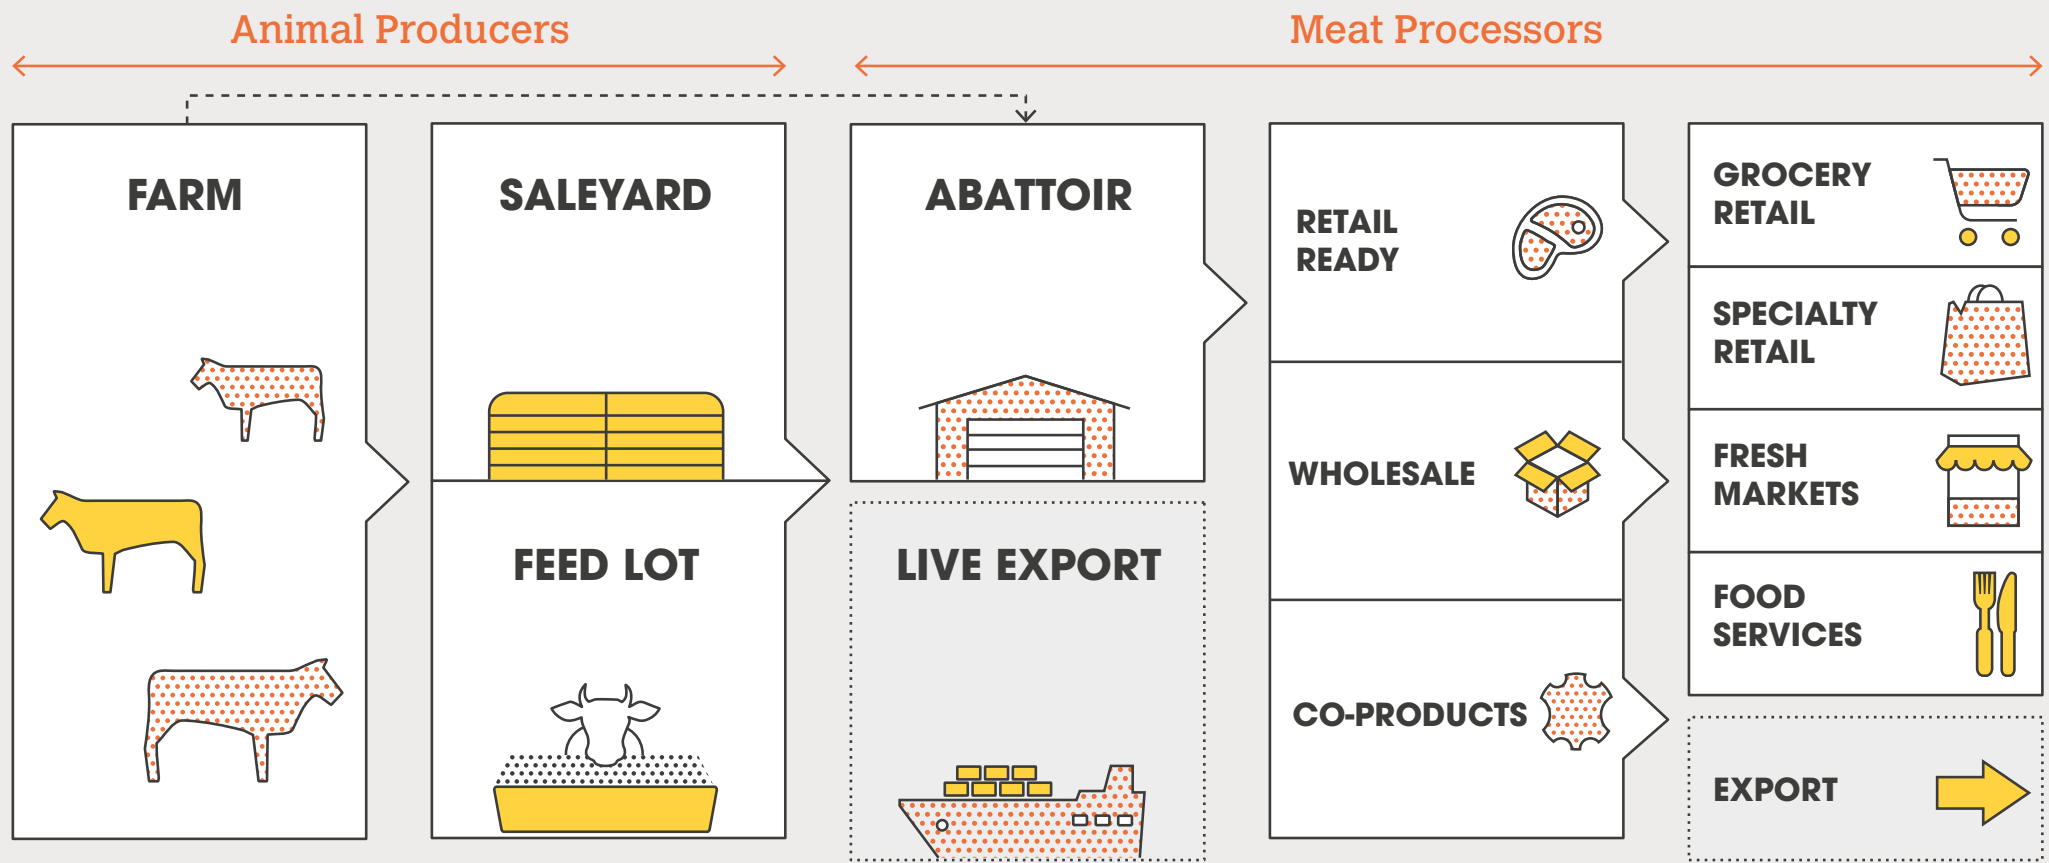 Animal Producers
Meat Processors
FARM
SALEYARD
FEED LOT
ABATTOIR
LIVE EXPORT
RETAIL
READY
WHOLESALE
CO-PRODUCTS
GROCERY
RETAIL
SPECIALTY
RETAIL
FRESH
MARKETS
FOOD
SERVICES
EXPORT